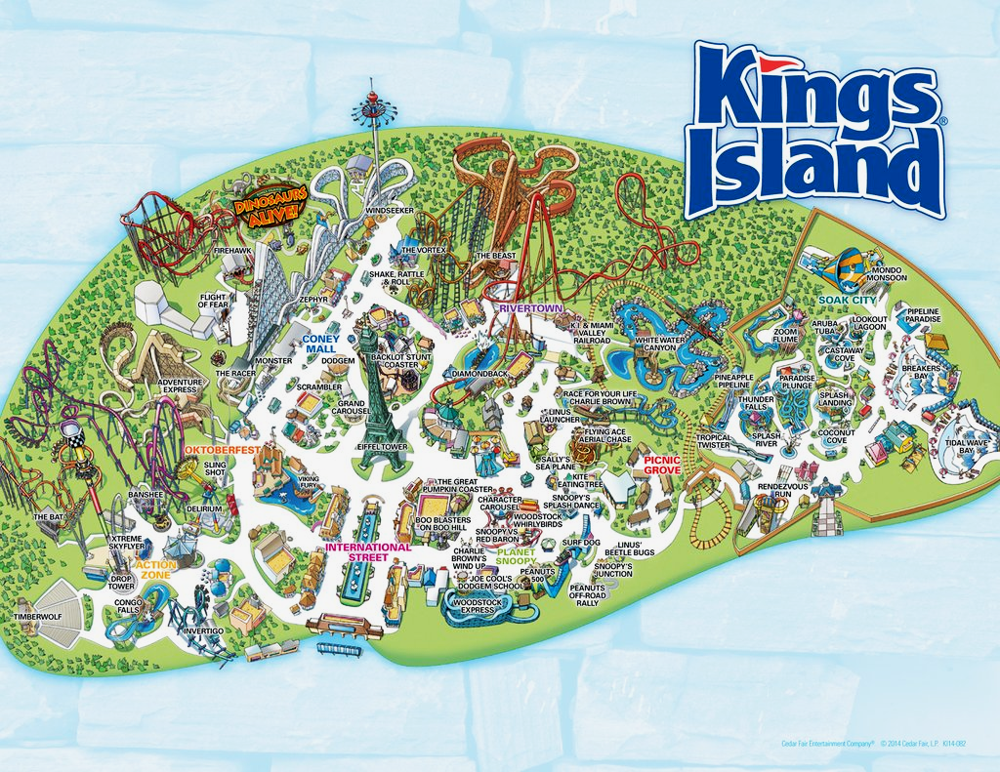 Kings
Island®
DINOSAURS
ALIVE!
WINDSEEKER
FIREHAWK
THE VORTEX
THE BEAST
SHAKE, RATTLE
& ROLL
FLIGHT
OF FEAR
ZEPHYR
RIVERTOWN
MONDO
MONSOON
SOAK CITY
CONEY
MALL
K.I. & MIAMI
VALLEY
RAILROAD
WHITE WATER
CANYON
ZOOM
FLUME
ARUBA
TUBA
LOOKOUT
LAGOON
PIPELINE
PARADISE
CASTAWAY
COVE
MONSTER
DODGEM
BACKLOT STUNT
COASTER
THE RACER
DIAMONDBACK
ADVENTURE
EXPRESS
SCRAMBLER
GRAND
CAROUSEL
RACE FOR YOUR LIFE
CHARLIE BROWN
PINEAPPLE
PIPELINE
PARADISE
PLUNGE
BREAKERS
BAY
THUNDER
FALLS
SPLASH
LANDING
LINUS
LAUNCHER
FLYING ACE
AERIAL CHASE
EIFFEL TOWER
OKTOBERFEST
TROPICAL
TWISTER
SPLASH
RIVER
COCONUT
COVE
TIDAL WAVE
BAY
SALLY'S
SEA PLANE
PICNIC
GROVE
SLING
SHOT
VIKING
FURY
KITE
EATING TREE
THE GREAT
PUMPKIN COASTER
RENDEZVOUS
RUN
BANSHEE
DELIRIUM
CHARACTER
CAROUSEL
SNOOPY'S
SPLASH DANCE
THE BAT
BOO BLASTERS
ON BOO HILL
WOODSTOCK
WHIRLYBIRDS
SNOOPY VS
RED BARON
XTREME
SKYFLYER
INTERNATIONAL
STREET
CHARLIE
BROWN'S
WIND UP
PLANET
SNOOPY
SURF DOG
LINUS'
BEETLE BUGS
ACTION
ZONE
DROP
TOWER
JOE COOL'S
DODGEM SCHOOL
PEANUTS
500
SNOOPY'S
JUNCTION
PEANUTS
OFF-ROAD
RALLY
CONGO
FALLS
WOODSTOCK
EXPRESS
TIMBERWOLF
INVERTIGO
Cedar Fair Entertainment Company® © 2014 Cedar Fair, L.P. KI14-082